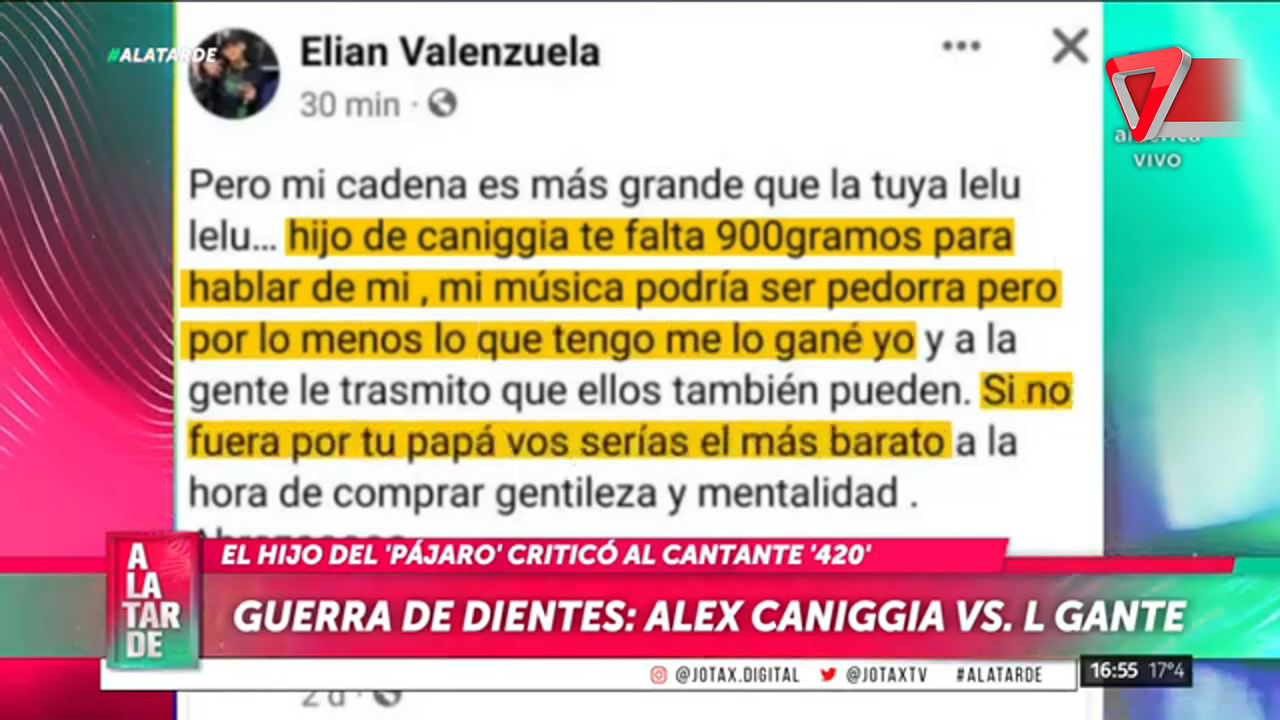 #ALATARDE
Elian Valenzuela
30 min ·
VIVO
Pero mi cadena es más grande que la tuya lelu
lelu... hijo de caniggia te falta 900gramos para
hablar de mi , mi música podría ser pedorra pero
por lo menos lo que tengo me lo gané yo y a la
gente le trasmito que ellos también pueden. Si no
fuera por tu papá vos serías el más barato a la
hora de comprar gentileza y mentalidad .
A
LA
TAR
DE
EL HIJO DEL 'PÁJARO' CRITICÓ AL CANTANTE '420'
GUERRA DE DIENTES: ALEX CANIGGIA VS. L GANTE
@JOTAX.DIGITAL @JOTAXTV #ALATARDE
16:55 17°4
2 d ·